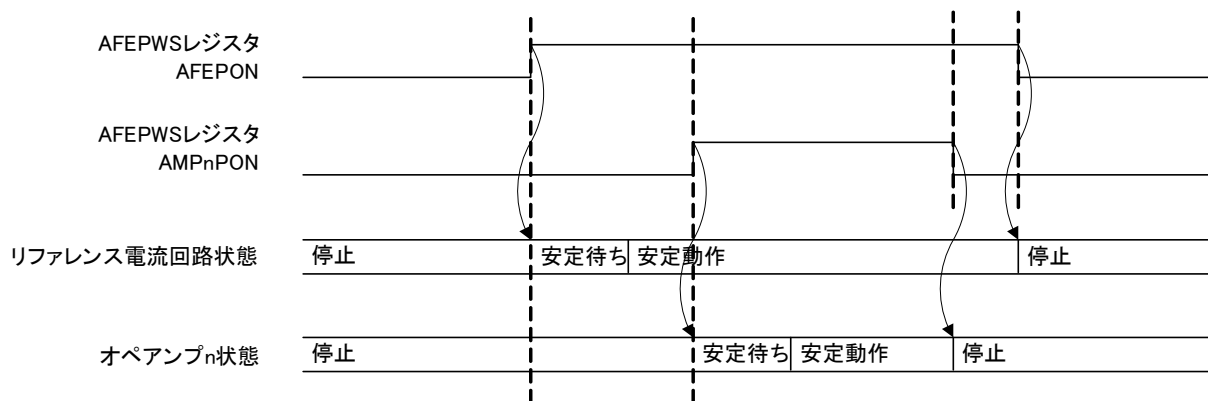 AFEPWSレジスタ
AFEPON
AFEPWSレジスタ
AMPnPON
リファレンス電流回路状態
停止
安定待ち
安定動作
停止
オペアンプn状態
停止
安定待ち
安定動作
停止